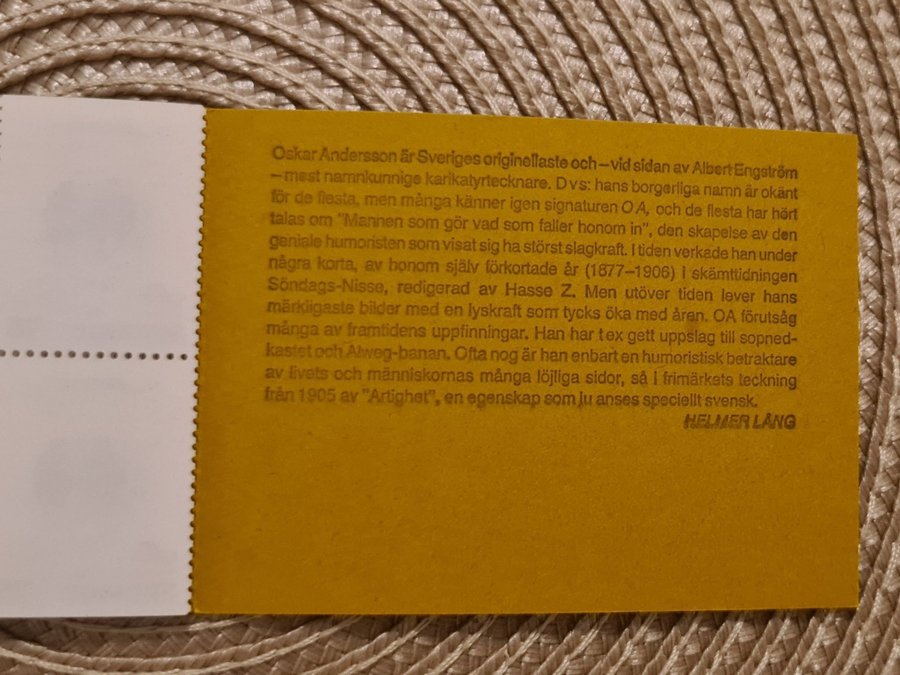 Oskar Andersson är Sveriges originellaste och – vid sidan av Albert Engström
– mest namnkunnige karikatyrtecknare. Dvs: hans borgerliga namn är okänt
för de flesta, men många känner igen signaturen O A, och de flesta har hört
talas om "Mannen som gör vad som faller honom in", den skapelse av den
geniale humoristen som visat sig ha störst slagkraft. I tiden verkade han under
några korta, av honom själv förkortade år (1877–1906) i skämttidningen
Söndags-Nisse, redigerad av Hasse Z. Men utöver tiden lever hans
märkligaste bilder med en lyskraft som tycks öka med åren. OA förutsåg
många av framtidens uppfinningar. Han har t ex gett uppslag till sopned-
kastet och Alweg-banan. Ofta nog är han enbart en humoristisk betraktare
av livets och människornas många löjliga sidor, så i frimärkets teckning
från 1905 av "Artighet", en egenskap som ju anses speciellt svensk.
HELMER LÅNG